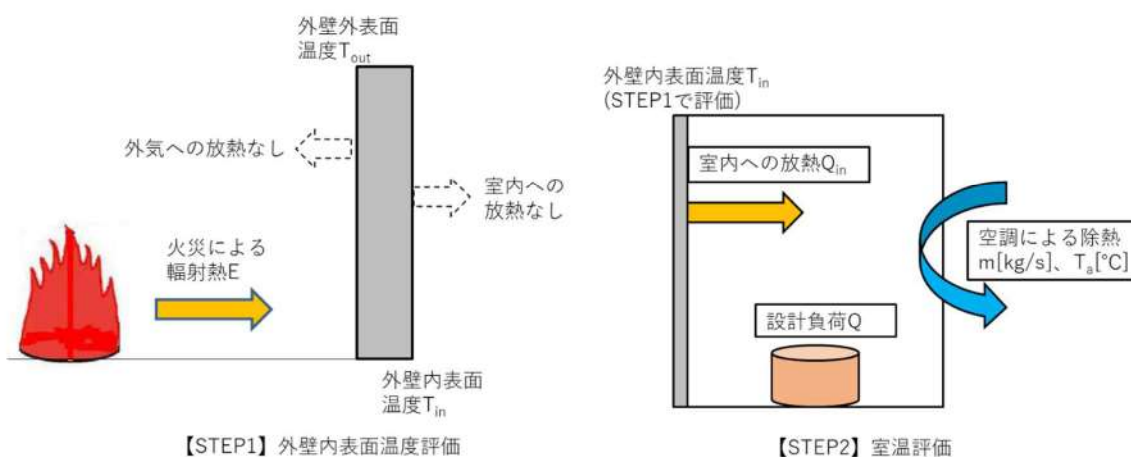 外壁外表面
温度Tout
外気への放熱なし
室内への
放熱なし
火災による
輻射熱E
外壁内表面
温度Tin
【STEP1】外壁内表面温度評価
外壁内表面温度Tin
(STEP1で評価)
室内への放熱Qin
空調による除熱
m[kg/s]、Ta[°C]
設計負荷Q
【STEP2】室温評価